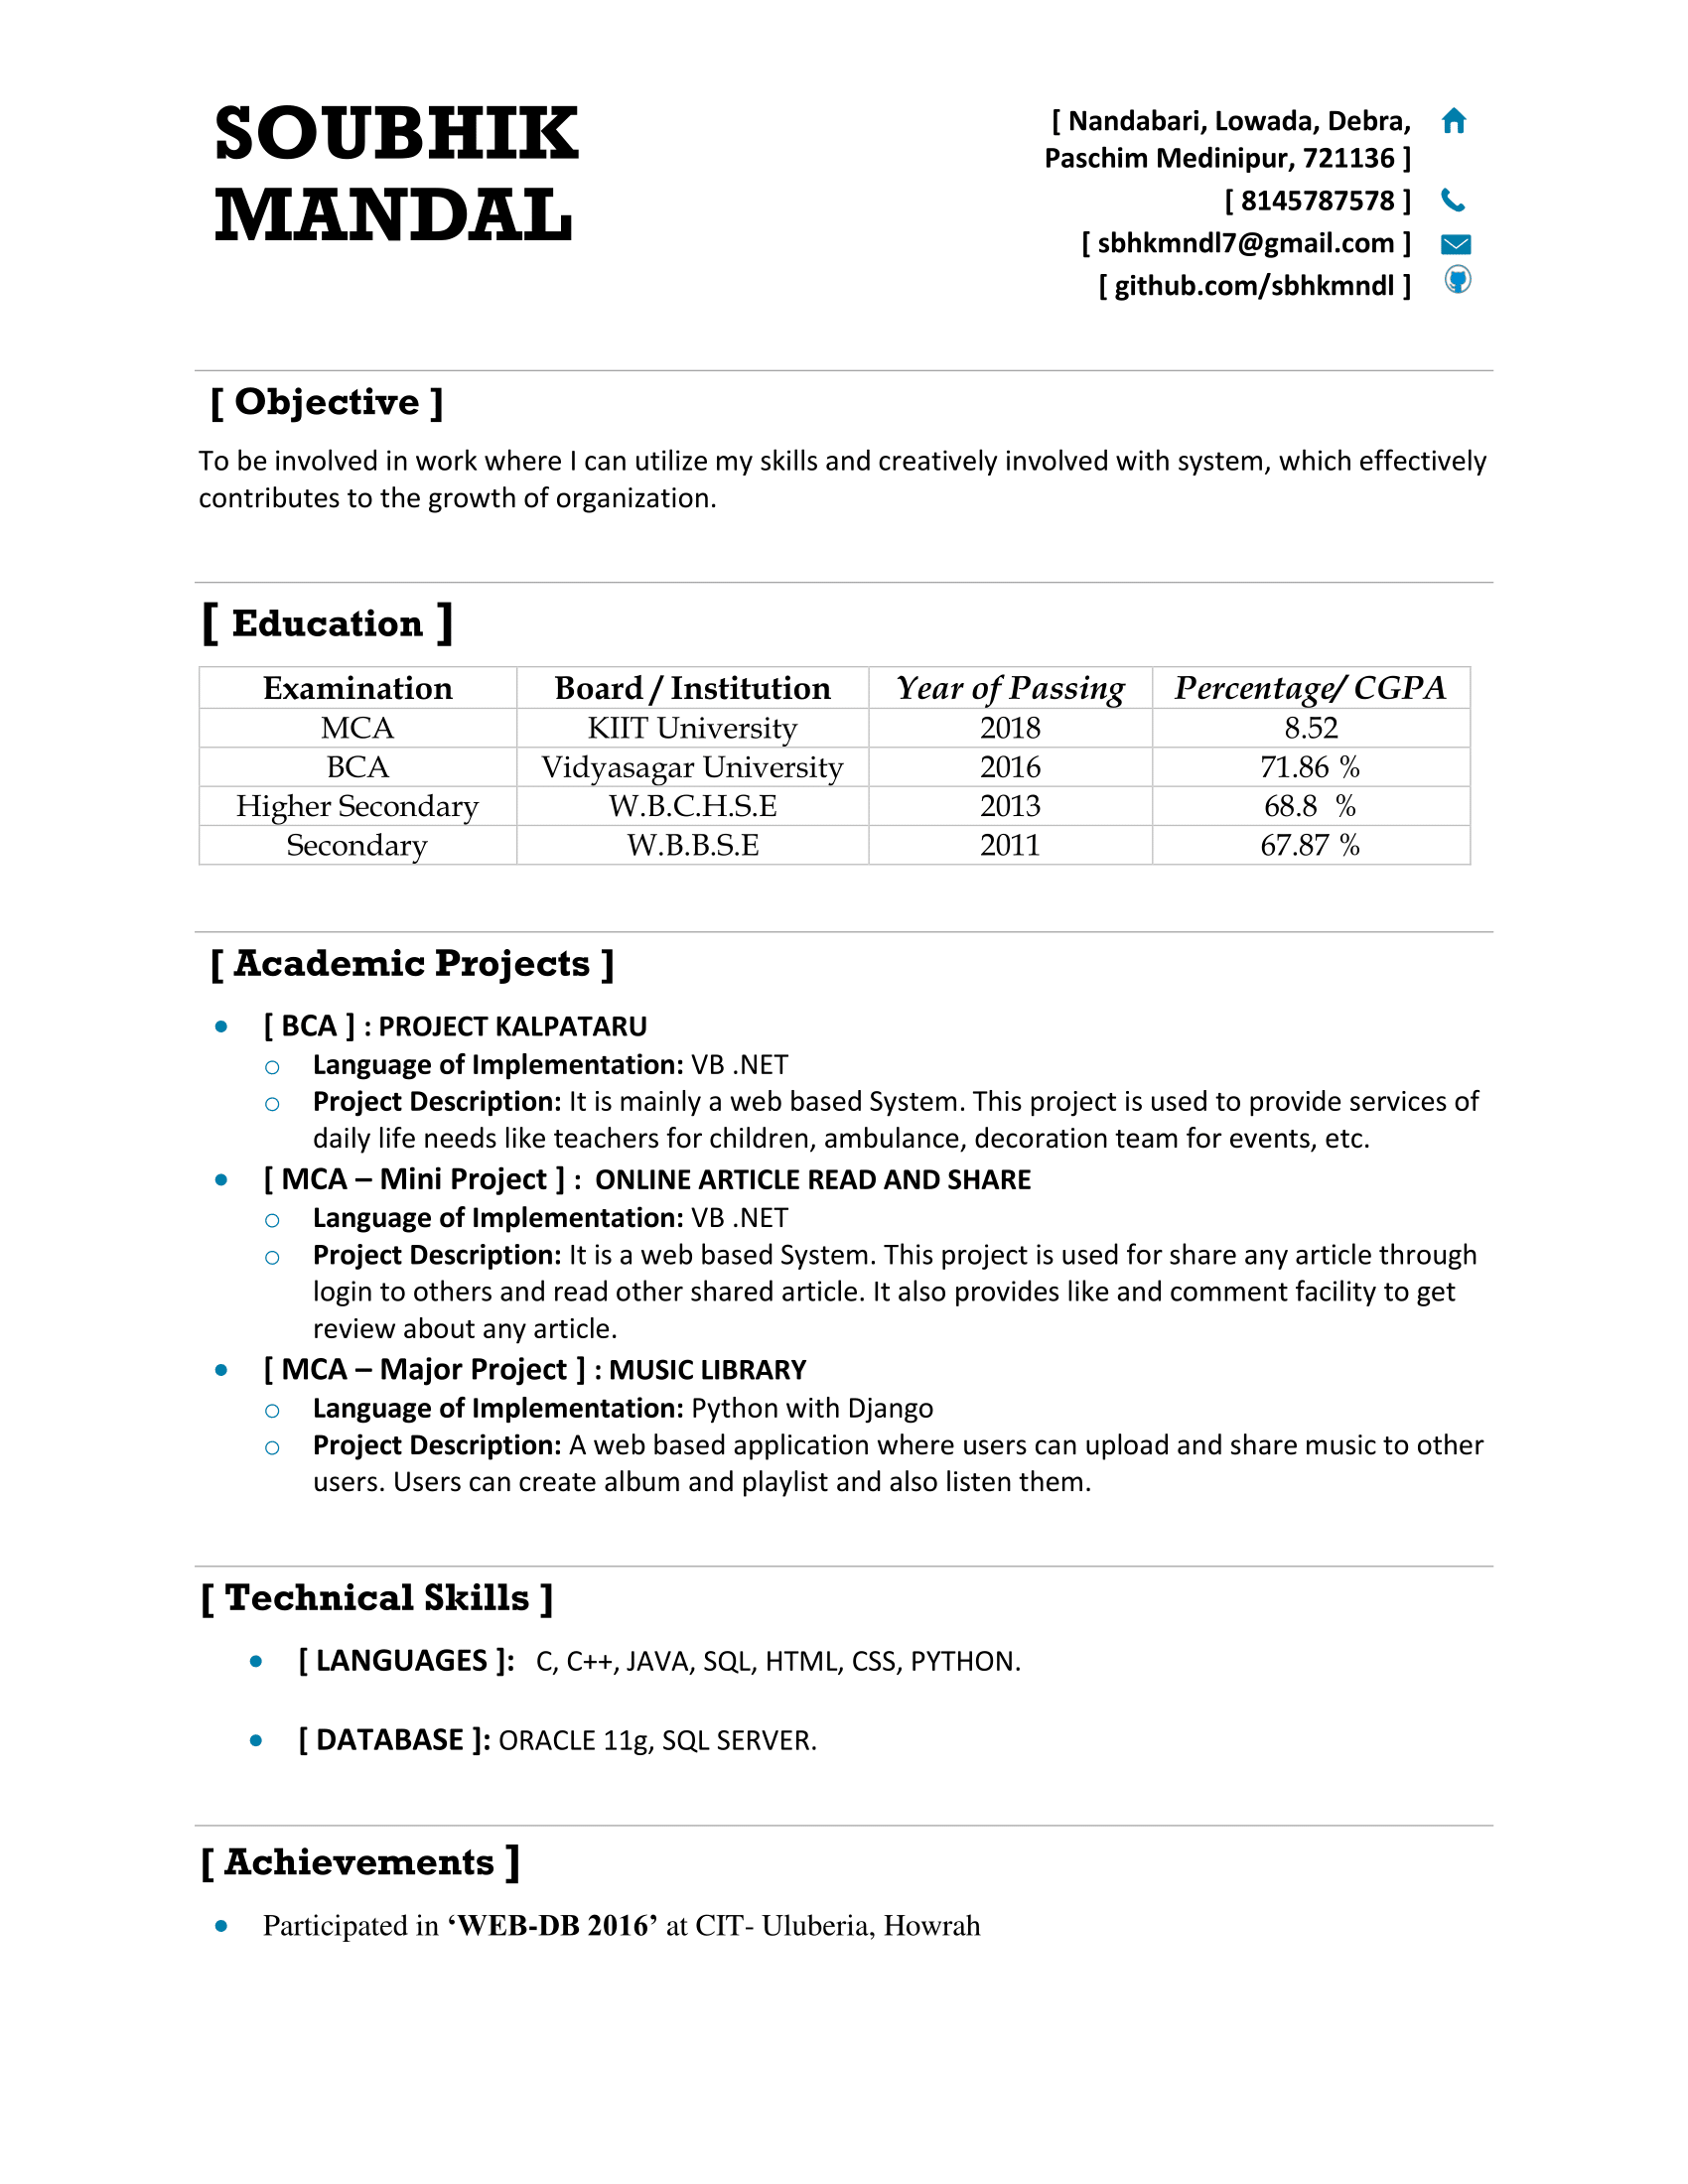 SOUBHIK
MANDAL
[ Nandabari, Lowada, Debra,
Paschim Medinipur, 721136 ]
[ 8145787578 ]
[ sbhkmndl7@gmail.com ]
[ github.com/sbhkmndl ]
[ Objective ]
To be involved in work where I can utilize my skills and creatively involved with system, which effectively
contributes to the growth of organization.
[ Education ]
Examination Board / Institution Year of Passing Percentage/ CGPA
MCA KIIT University 2018 8.52
BCA Vidyasagar University 2016 71.86 %
Higher Secondary W.B.C.H.S.E 2013 68.8 %
Secondary W.B.B.S.E 2011 67.87 %
[ Academic Projects ]
• [ BCA ] : PROJECT KALPATARU
o Language of Implementation: VB .NET
o Project Description: It is mainly a web based System. This project is used to provide services of
daily life needs like teachers for children, ambulance, decoration team for events, etc.
• [ MCA – Mini Project ] : ONLINE ARTICLE READ AND SHARE
o Language of Implementation: VB .NET
o Project Description: It is a web based System. This project is used for share any article through
login to others and read other shared article. It also provides like and comment facility to get
review about any article.
• [ MCA – Major Project ] : MUSIC LIBRARY
o Language of Implementation: Python with Django
o Project Description: A web based application where users can upload and share music to other
users. Users can create album and playlist and also listen them.
[ Technical Skills ]
• [ LANGUAGES ]: C, C++, JAVA, SQL, HTML, CSS, PYTHON.
• [ DATABASE ]: ORACLE 11g, SQL SERVER.
[ Achievements ]
• Participated in ‘WEB-DB 2016’ at CIT- Uluberia, Howrah